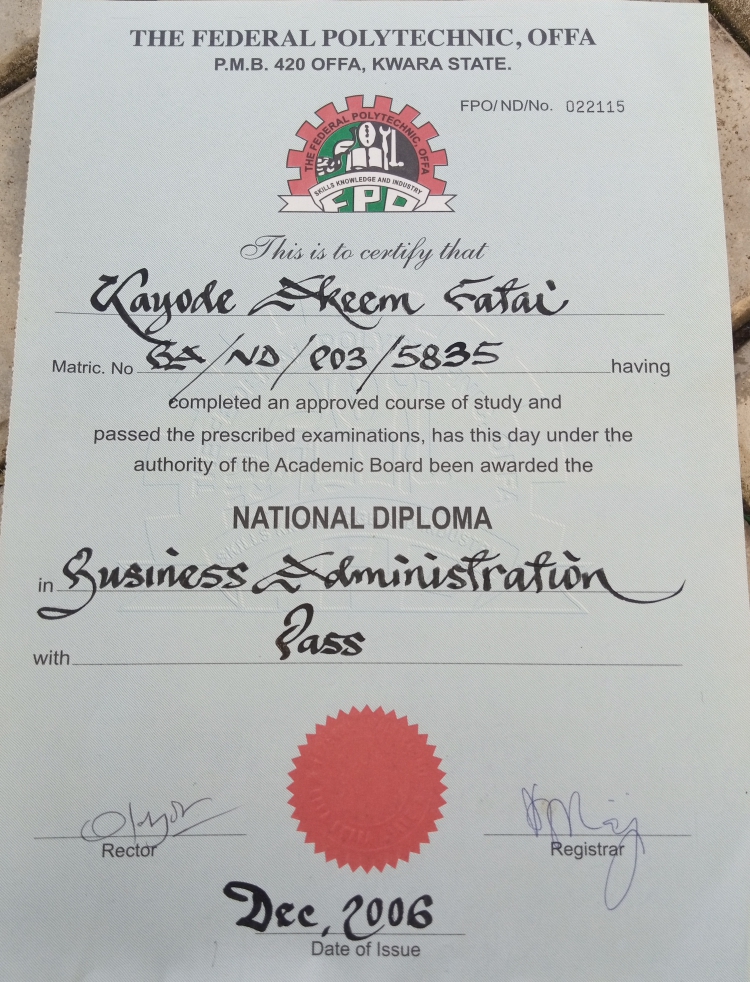 THE FEDERAL POLYTECHNIC, OFFA
P.M.B. 420 OFFA, KWARA STATE.
FPO/ ND/No. 022115
THE FEDERAL POLYTECHNIC, OFFA
SKILLS KNOWLEDGE AND INDUSTRY
FPO
This is to certify that
Kayode Akeem Fatai
Matric. No BA/ND/P03/5835 having
completed an approved course of study and
passed the prescribed examinations, has this day under the
authority of the Academic Board been awarded the
NATIONAL DIPLOMA
in Business Administration
with Pass
Rector
Registrar
Dec, 2006
Date of Issue